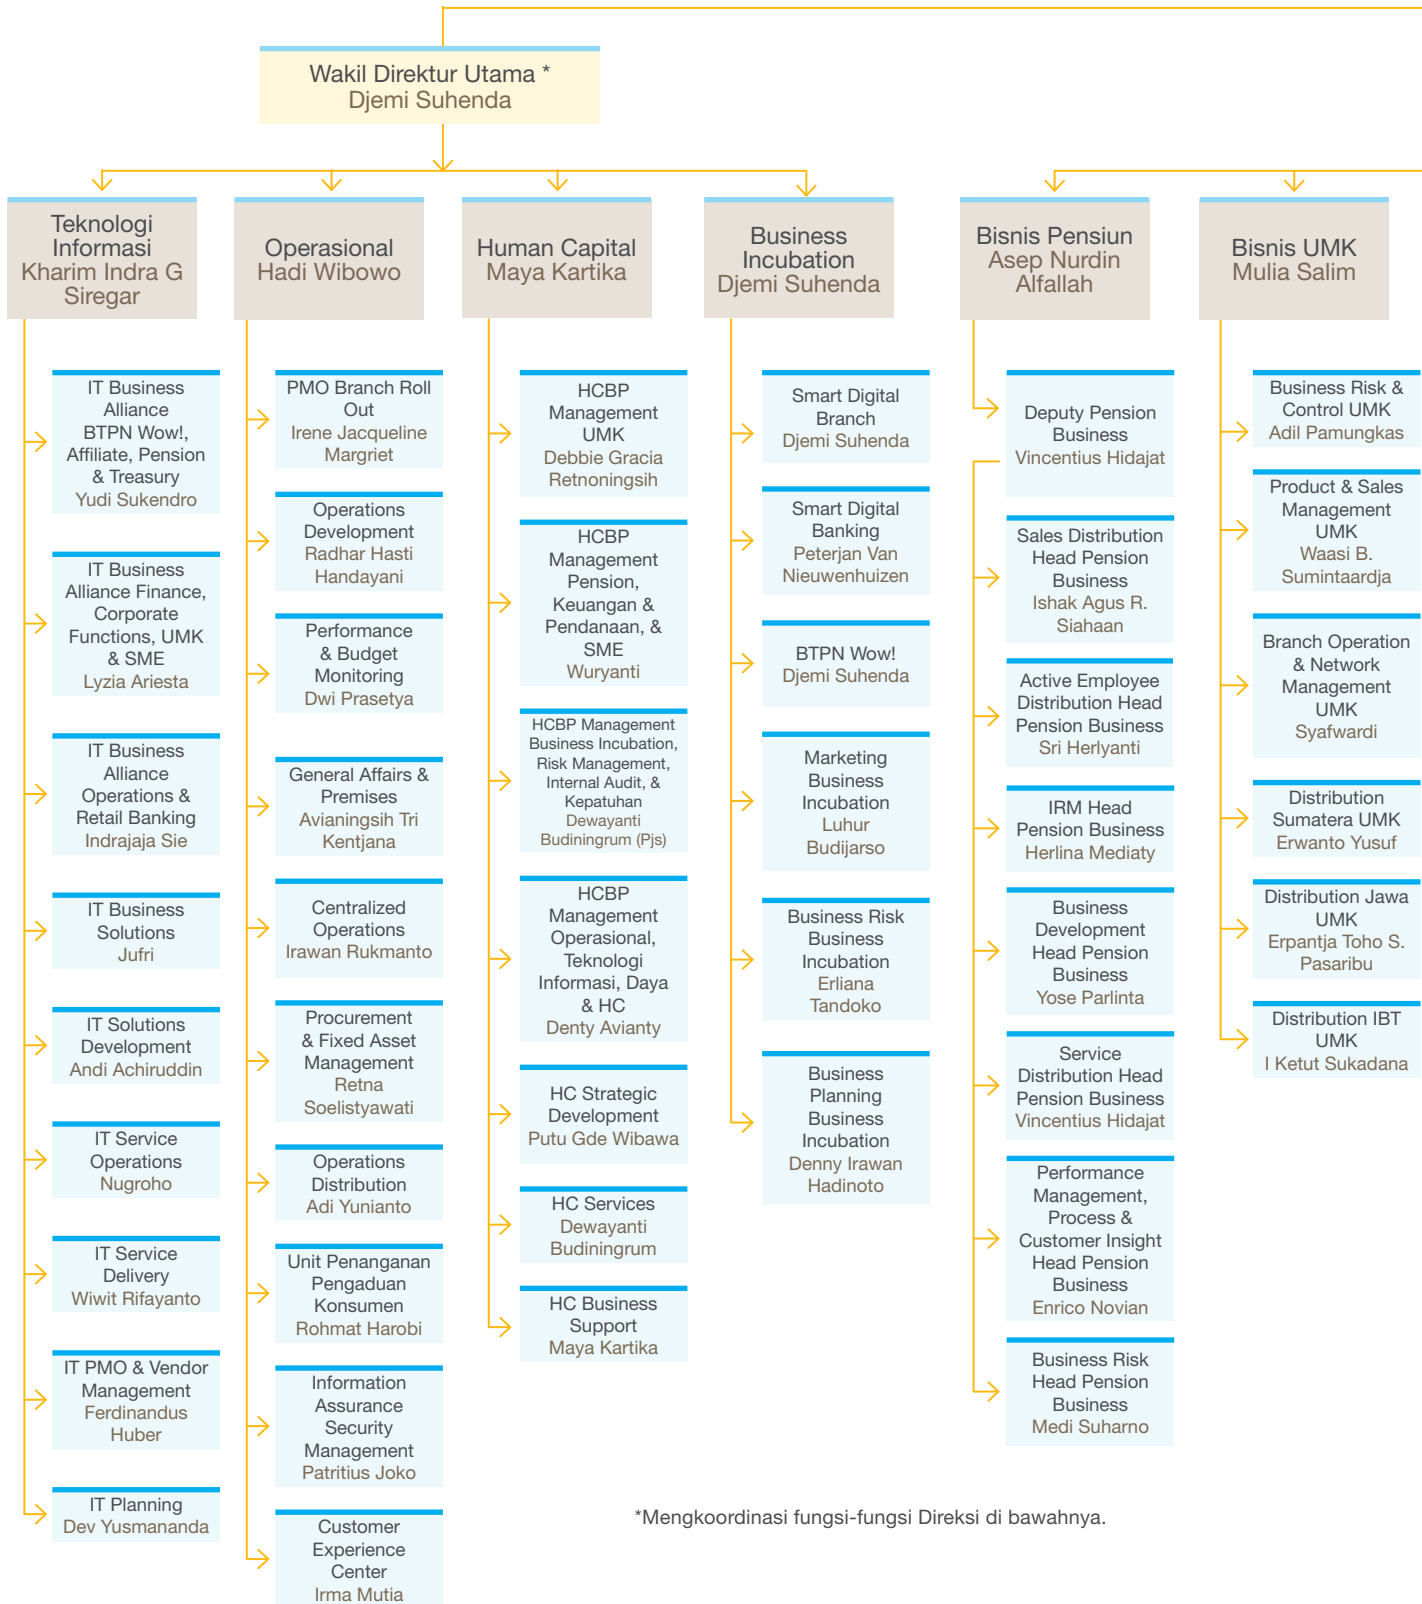 Wakil Direktur Utama *
Djemi Suhenda
Teknologi
Informasi
Kharim Indra G
Siregar
Operasional
Hadi Wibowo
Human Capital
Maya Kartika
Business
Incubation
Djemi Suhenda
Bisnis Pensiun
Asep Nurdin
Alfallah
Bisnis UMK
Mulia Salim
IT Business
Alliance
BTPN Wow!,
Affiliate, Pension
& Treasury
Yudi Sukendro
IT Business
Alliance Finance,
Corporate
Functions, UMK
& SME
Lyzia Ariesta
IT Business
Alliance
Operations &
Retail Banking
Indrajaja Sie
IT Business
Solutions
Jufri
IT Solutions
Development
Andi Achiruddin
IT Service
Operations
Nugroho
IT Service
Delivery
Wiwit Rifayanto
IT PMO & Vendor
Management
Ferdinandus
Huber
IT Planning
Dev Yusmananda
PMO Branch Roll
Out
Irene Jacqueline
Margriet
Operations
Development
Radhar Hasti
Handayani
Performance
& Budget
Monitoring
Dwi Prasetya
General Affairs &
Premises
Avianingsih Tri
Kentjana
Centralized
Operations
Irawan Rukmanto
Procurement
& Fixed Asset
Management
Retna
Soelistyawati
Operations
Distribution
Adi Yunianto
Unit Penanganan
Pengaduan
Konsumen
Rohmat Harobi
Information
Assurance
Security
Management
Patritius Joko
Customer
Experience
Center
Irma Mutia
HCBP
Management
UMK
Debbie Gracia
Retnoningsih
HCBP
Management
Pension,
Keuangan &
Pendanaan, &
SME
Wuryanti
HCBP Management
Business Incubation,
Risk Management,
Internal Audit, &
Kepatuhan
Dewayanti
Budiningrum (Pjs)
HCBP
Management
Operasional,
Teknologi
Informasi, Daya
& HC
Denty Avianty
HC Strategic
Development
Putu Gde Wibawa
HC Services
Dewayanti
Budiningrum
HC Business
Support
Maya Kartika
Smart Digital
Branch
Djemi Suhenda
Smart Digital
Banking
Peterjan Van
Nieuwenhuizen
BTPN Wow!
Djemi Suhenda
Marketing
Business
Incubation
Luhur
Budijarso
Business Risk
Business
Incubation
Erliana
Tandoko
Business
Planning
Business
Incubation
Denny Irawan
Hadinoto
Deputy Pension
Business
Vincentius Hidajat
Sales Distribution
Head Pension
Business
Ishak Agus R.
Siahaan
Active Employee
Distribution Head
Pension Business
Sri Herlyanti
IRM Head
Pension Business
Herlina Mediaty
Business
Development
Head Pension
Business
Yose Parlinta
Service
Distribution Head
Pension Business
Vincentius Hidajat
Performance
Management,
Process &
Customer Insight
Head Pension
Business
Enrico Novian
Business Risk
Head Pension
Business
Medi Suharno
Business Risk &
Control UMK
Adil Pamungkas
Product & Sales
Management
UMK
Waasi B.
Sumintaardja
Branch Operation
& Network
Management
UMK
Syafwardi
Distribution
Sumatera UMK
Erwanto Yusuf
Distribution Jawa
UMK
Erpantja Toho S.
Pasaribu
Distribution IBT
UMK
I Ketut Sukadana
*Mengkoordinasi fungsi-fungsi Direksi di bawahnya.